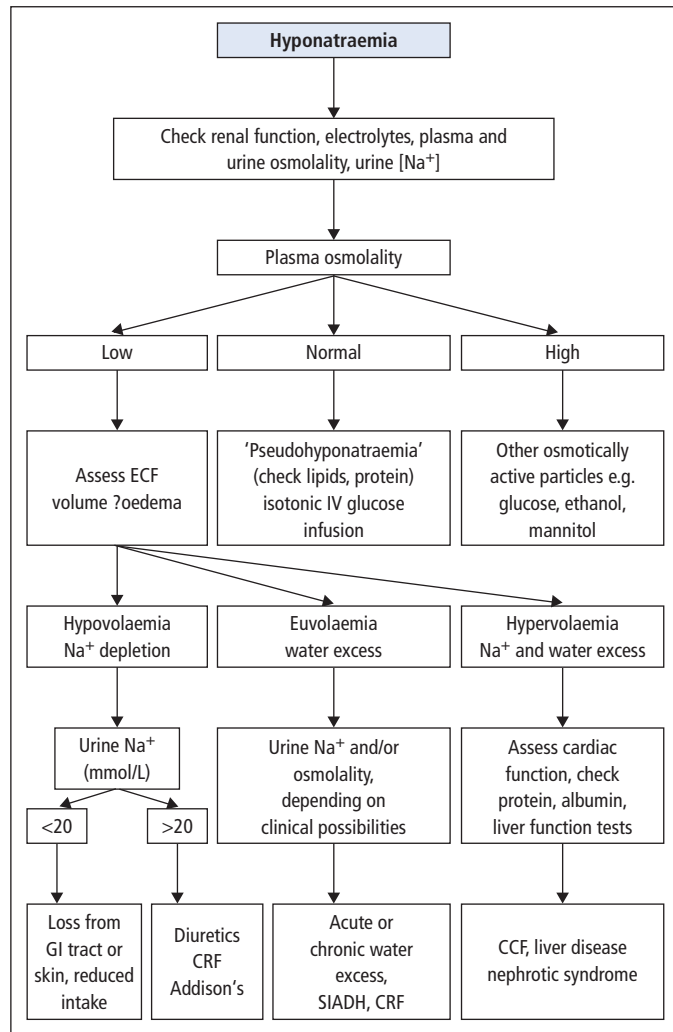 Hyponatraemia
Check renal function, electrolytes, plasma and
urine osmolality, urine [Na⁺]
Plasma osmolality
Low
Normal
High
Assess ECF
volume ?oedema
'Pseudohyponatraemia'
(check lipids, protein)
isotonic IV glucose
infusion
Other osmotically
active particles e.g.
glucose, ethanol,
mannitol
Hypovolaemia
Na⁺ depletion
Euvolaemia
water excess
Hypervolaemia
Na⁺ and water excess
Urine Na⁺
(mmol/L)
<20
>20
Urine Na⁺ and/or
osmolality,
depending on
clinical possibilities
Assess cardiac
function, check
protein, albumin,
liver function tests
Loss from
GI tract or
skin, reduced
intake
Diuretics
CRF
Addison's
Acute or
chronic water
excess,
SIADH, CRF
CCF, liver disease
nephrotic syndrome